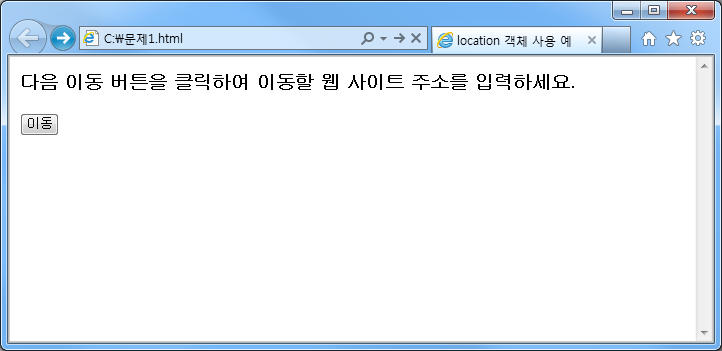 C:₩문제1.html
location 객체 사용 예
다음 이동 버튼을 클릭하여 이동할 웹 사이트 주소를 입력하세요.
이동